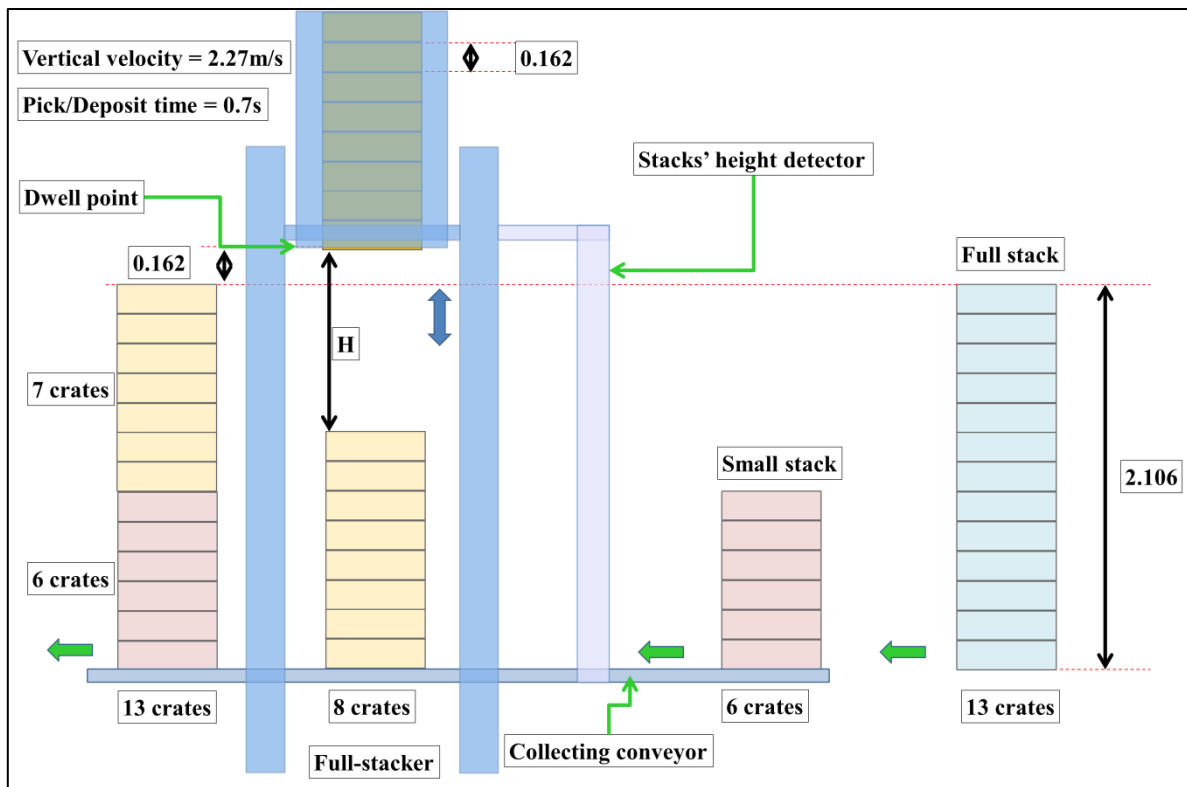 Vertical velocity = 2.27m/s
0.162
Pick/Deposit time = 0.7s
Stacks' height detector
Dwell point
0.162
Full stack
H
7 crates
Small stack
2.106
6 crates
13 crates
8 crates
6 crates
13 crates
Full-stacker
Collecting conveyor